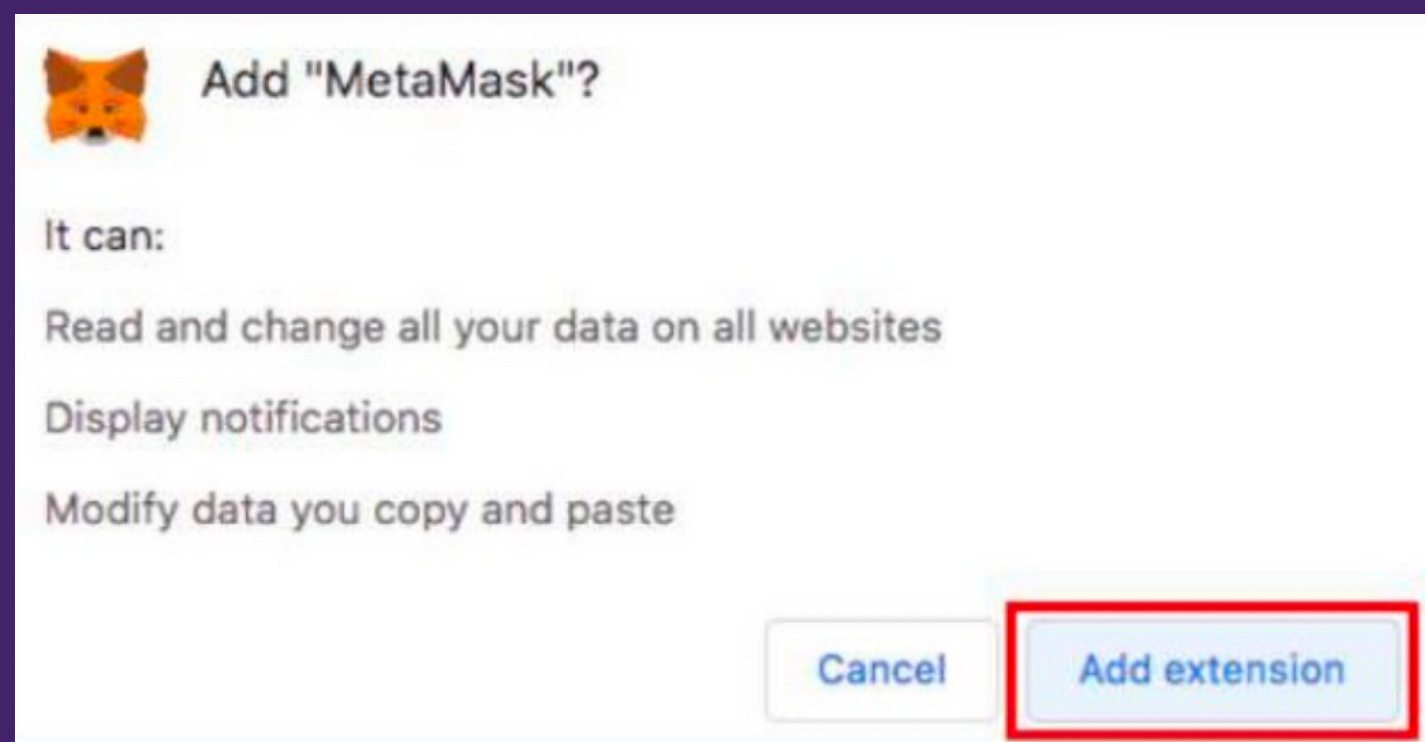 Add "MetaMask"?
It can:
Read and change all your data on all websites
Display notifications
Modify data you copy and paste
Cancel
Add extension